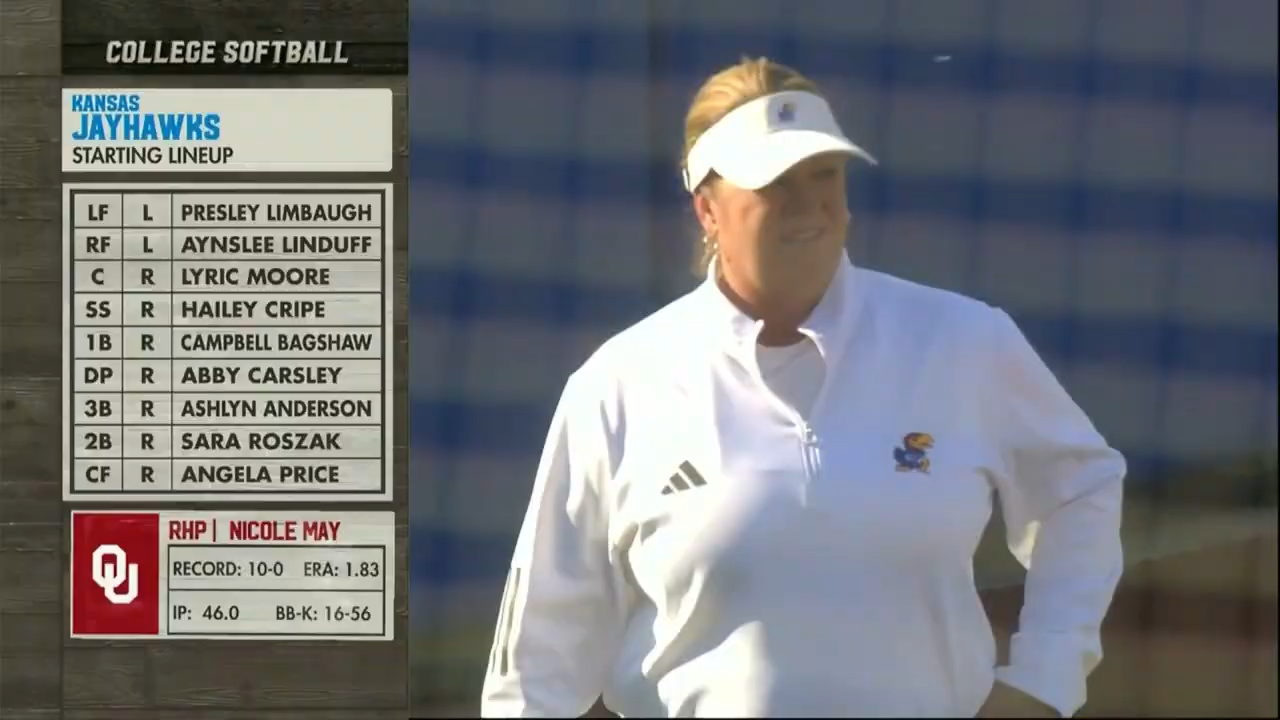 COLLEGE SOFTBALL
KANSAS
JAYHAWKS
STARTING LINEUP
LF L PRESLEY LIMBAUGH
RF L AYNSLEE LINDUFF
C R LYRIC MOORE
SS R HAILEY CRIPE
1B R CAMPBELL BAGSHAW
DP R ABBY CARSLEY
3B R ASHLYN ANDERSON
2B R SARA ROSZAK
CF R ANGELA PRICE
OU
RHP | NICOLE MAY
RECORD: 10-0 ERA: 1.83
IP: 46.0 BB-K: 16-56